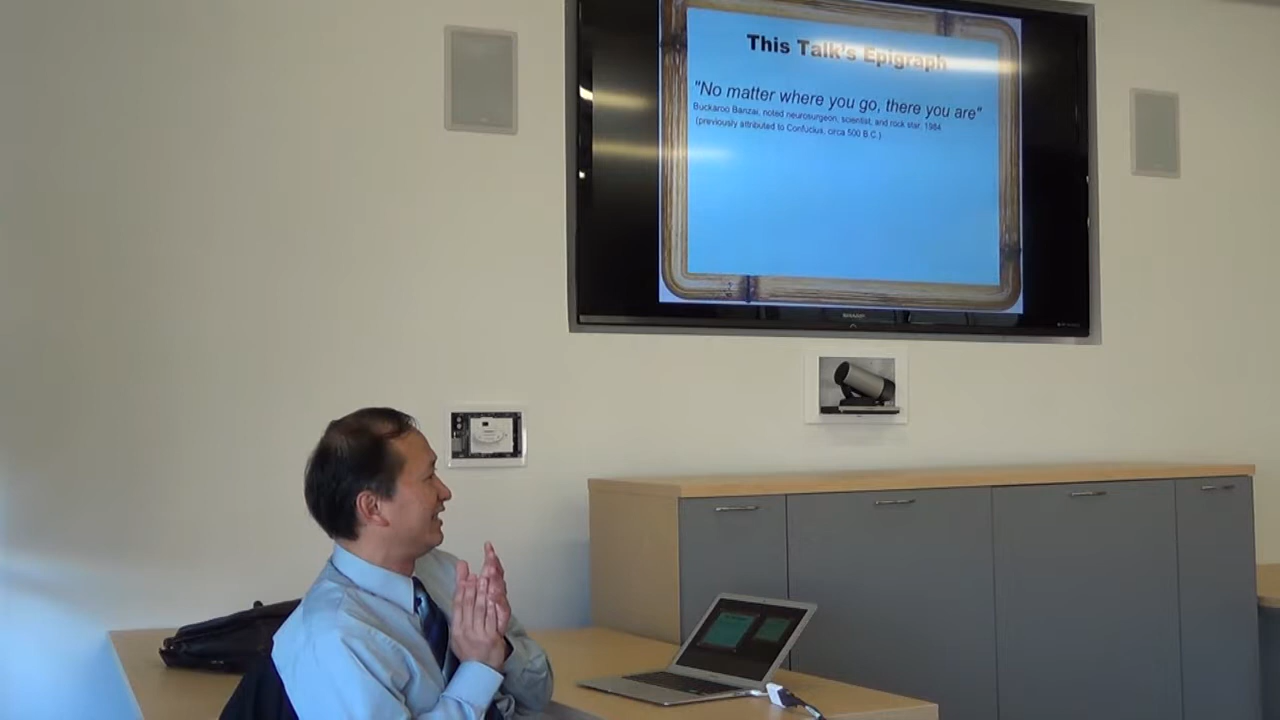 This Talk's Epigraph
"No matter where you go, there you are"
Buckaroo Banzai, noted neurosurgeon, scientist, and rock star, 1984
(previously attributed to Confucius, circa 500 B.C.)
SHARP